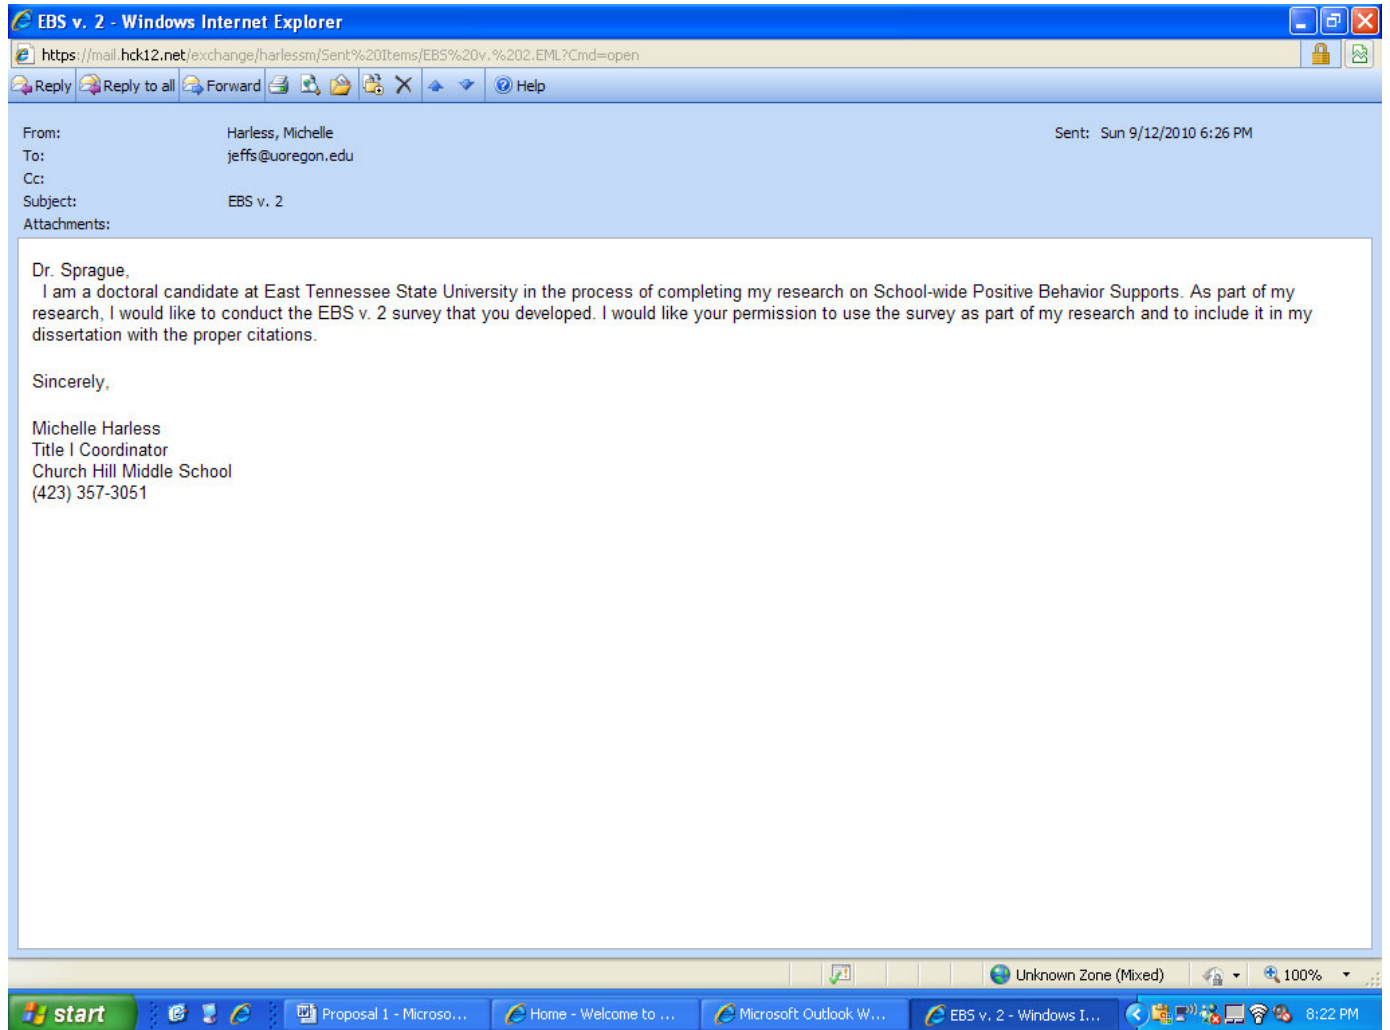 EBS v. 2 - Windows Internet Explorer
https://mail.hck12.net/exchange/harlessm/Sent%20Items/EBS%20v.%202.EML?Cmd=open
Reply Reply to all Forward Help
From: Harless, Michelle Sent: Sun 9/12/2010 6:26 PM
To: jeffs@uoregon.edu
Cc:
Subject: EBS v. 2
Attachments:
Dr. Sprague,
I am a doctoral candidate at East Tennessee State University in the process of completing my research on School-wide Positive Behavior Supports. As part of my
research, I would like to conduct the EBS v. 2 survey that you developed. I would like your permission to use the survey as part of my research and to include it in my
dissertation with the proper citations.
Sincerely,
Michelle Harless
Title I Coordinator
Church Hill Middle School
(423) 357-3051
Unknown Zone (Mixed) 100%
start Proposal 1 - Microso... Home - Welcome to ... Microsoft Outlook W... EBS v. 2 - Windows I... 8:22 PM